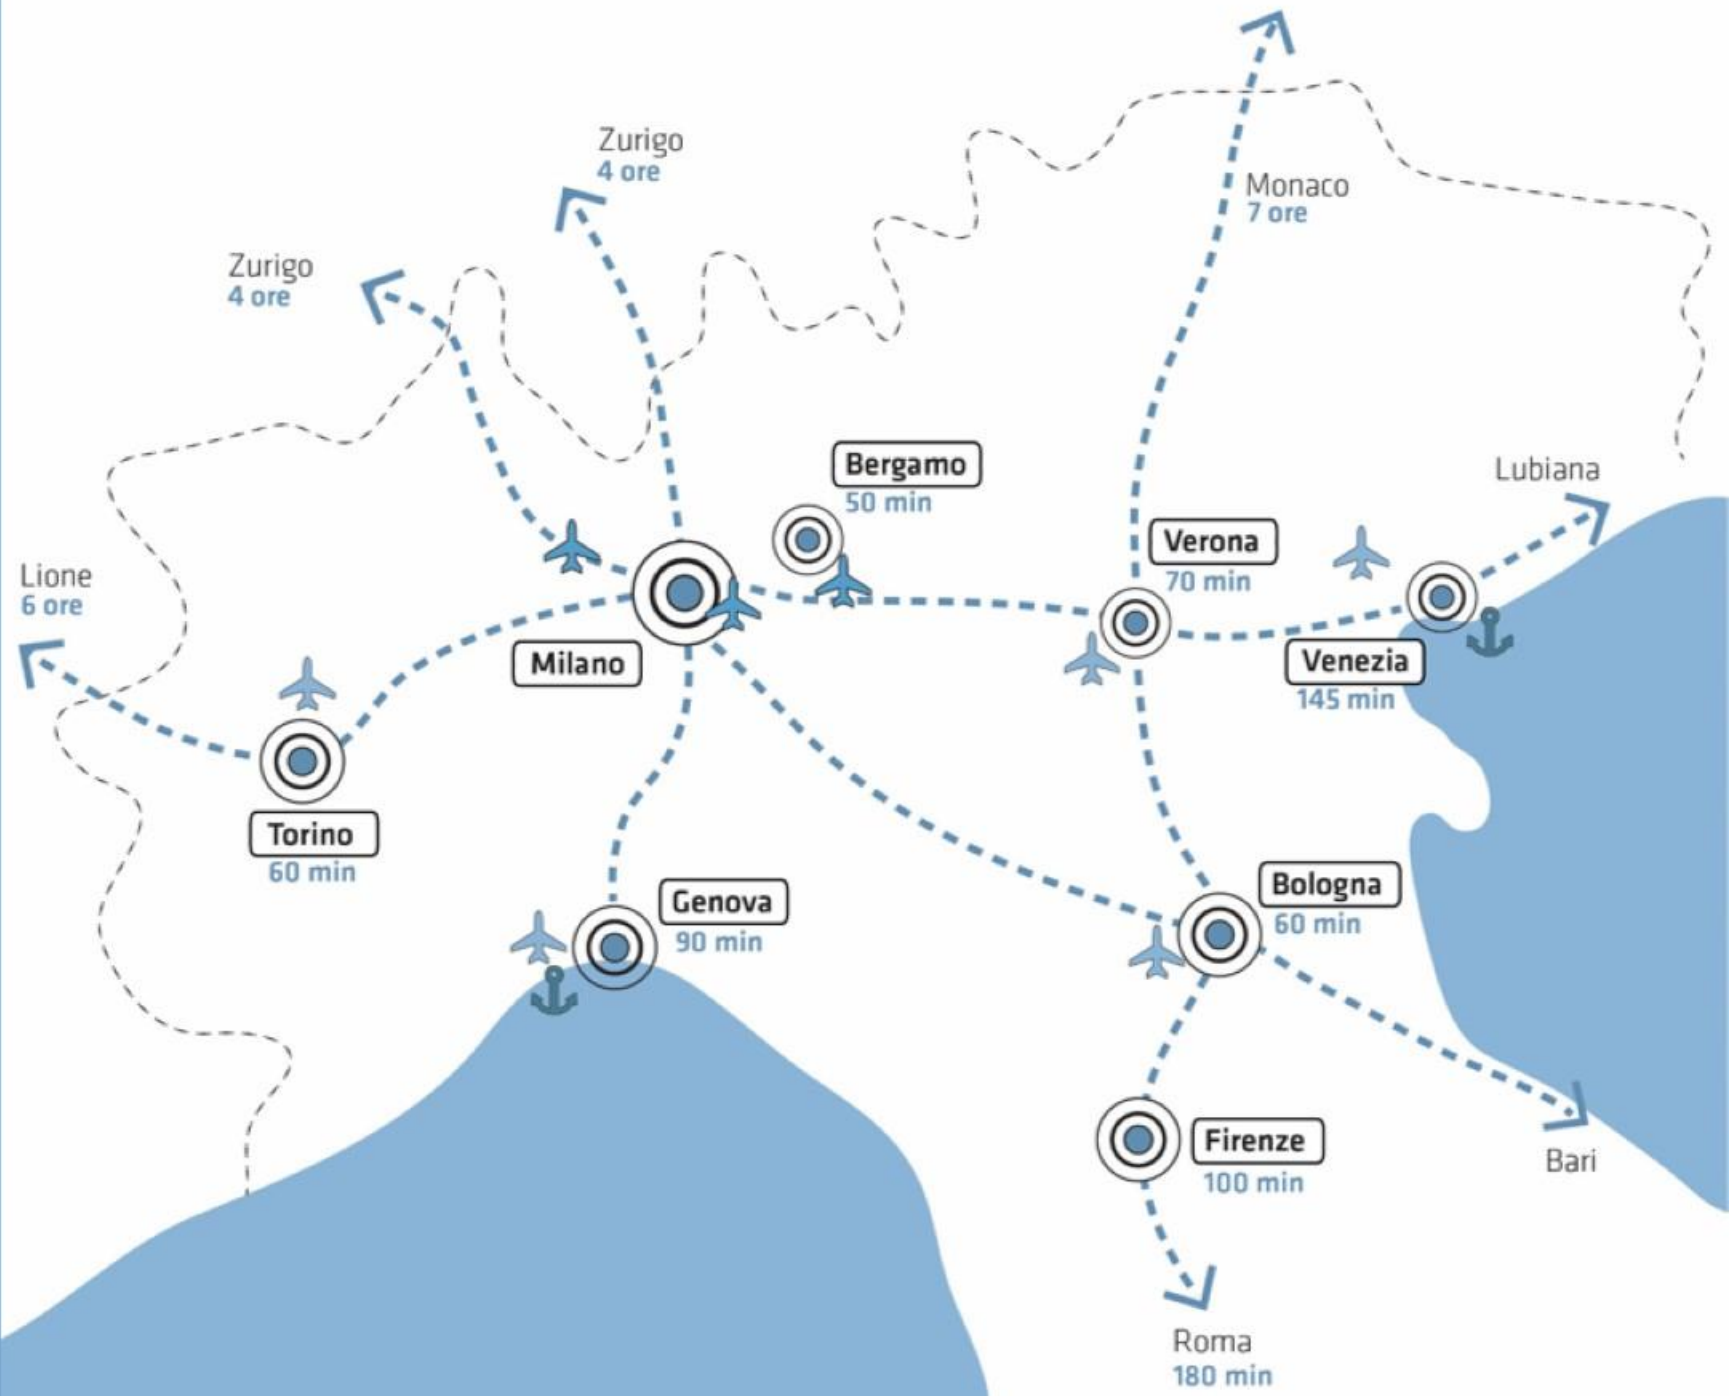 Zurigo
4 ore
Monaco
7 ore
Zurigo
4 ore
Bergamo
50 min
Lubiana
Verona
70 min
Lione
6 ore
Milano
Venezia
145 min
Torino
60 min
Genova
90 min
Bologna
60 min
Firenze
100 min
Bari
Roma
180 min